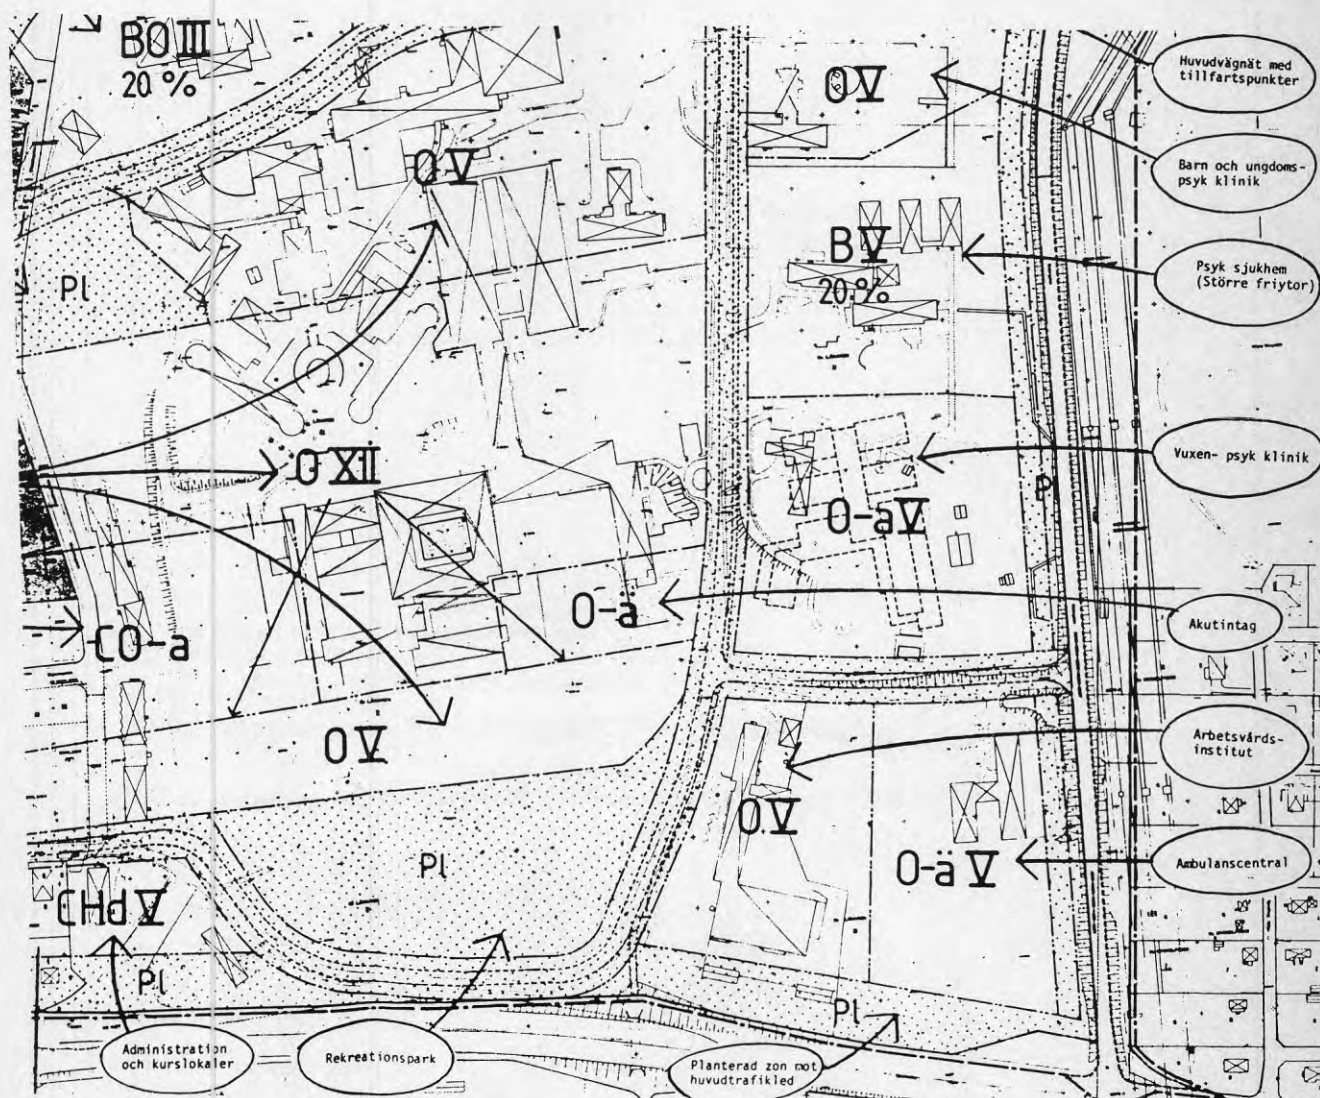 BO III
20 %
O V
Huvudvägnät med
tillfartspunkter
O-V
Barn och ungdoms-
psyk klinik
B V
20 %
Psyk sjukhem
(Större friytor)
Pl
O XII
Vuxen- psyk klinik
P
O-a V
O-a
Akutintag
CO-a
O V
Arbetsvårds-
institut
O V
Pl
O-ä V
Ambulanscentral
CHd V
Pl
Pl
Administration
och kurslokaler
Rekreationspark
Planterad zon mot
huvudtrafikled